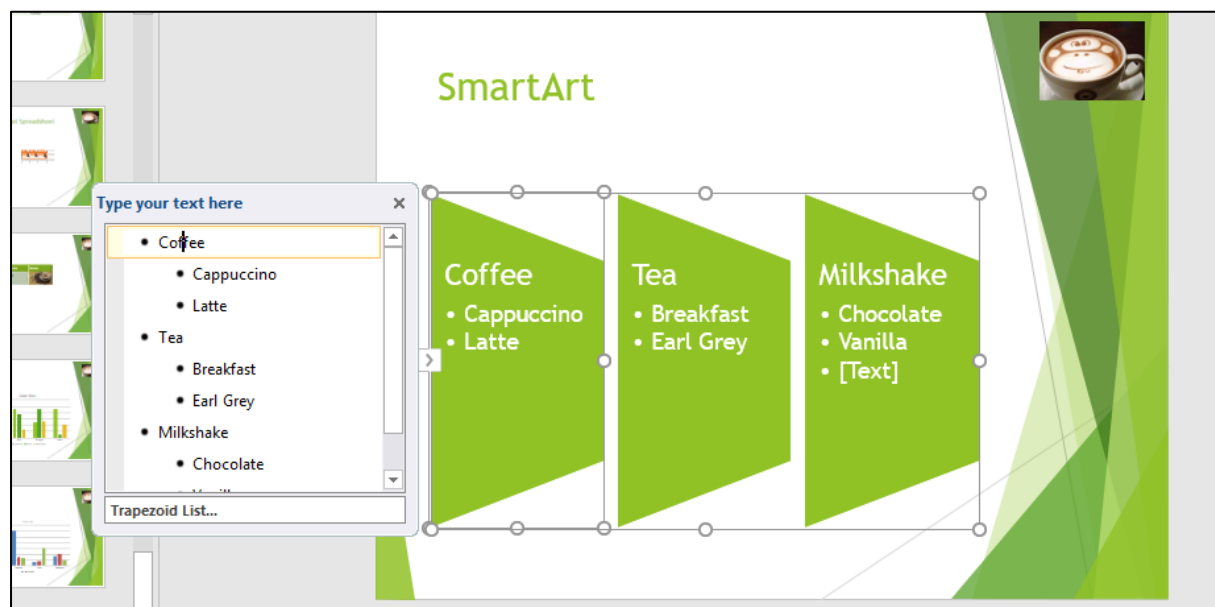 SmartArt
Type your text here
• Coffee
• Cappuccino
• Latte
• Tea
• Breakfast
• Earl Grey
• Milkshake
• Chocolate
Trapezoid List...
Coffee
• Cappuccino
• Latte
Tea
• Breakfast
• Earl Grey
Milkshake
• Chocolate
• Vanilla
• [Text]